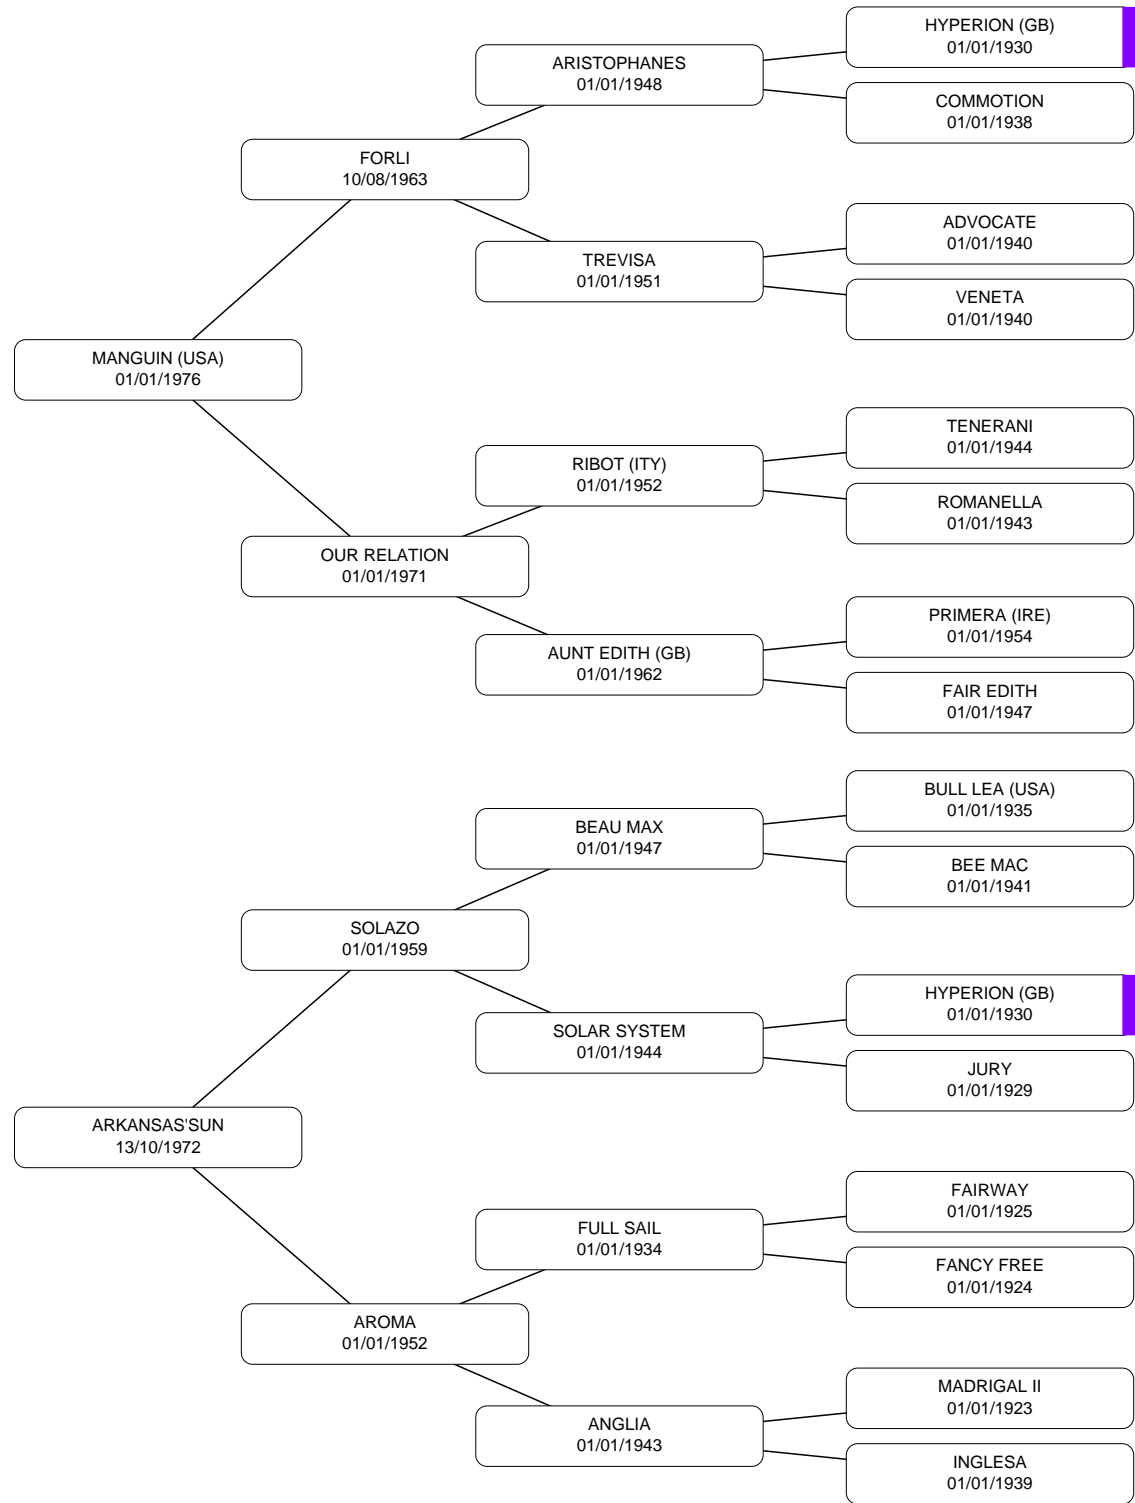 HYPERION (GB)
01/01/1930
ARISTOPHANES
01/01/1948
COMMOTION
01/01/1938
FORLI
10/08/1963
ADVOCATE
01/01/1940
TREVISA
01/01/1951
VENETA
01/01/1940
MANGUIN (USA)
01/01/1976
TENERANI
01/01/1944
RIBOT (ITY)
01/01/1952
ROMANELLA
01/01/1943
OUR RELATION
01/01/1971
PRIMERA (IRE)
01/01/1954
AUNT EDITH (GB)
01/01/1962
FAIR EDITH
01/01/1947
BULL LEA (USA)
01/01/1935
BEAU MAX
01/01/1947
BEE MAC
01/01/1941
SOLAZO
01/01/1959
HYPERION (GB)
01/01/1930
SOLAR SYSTEM
01/01/1944
JURY
01/01/1929
ARKANSAS'SUN
13/10/1972
FAIRWAY
01/01/1925
FULL SAIL
01/01/1934
FANCY FREE
01/01/1924
AROMA
01/01/1952
MADRIGAL II
01/01/1923
ANGLIA
01/01/1943
INGLESA
01/01/1939